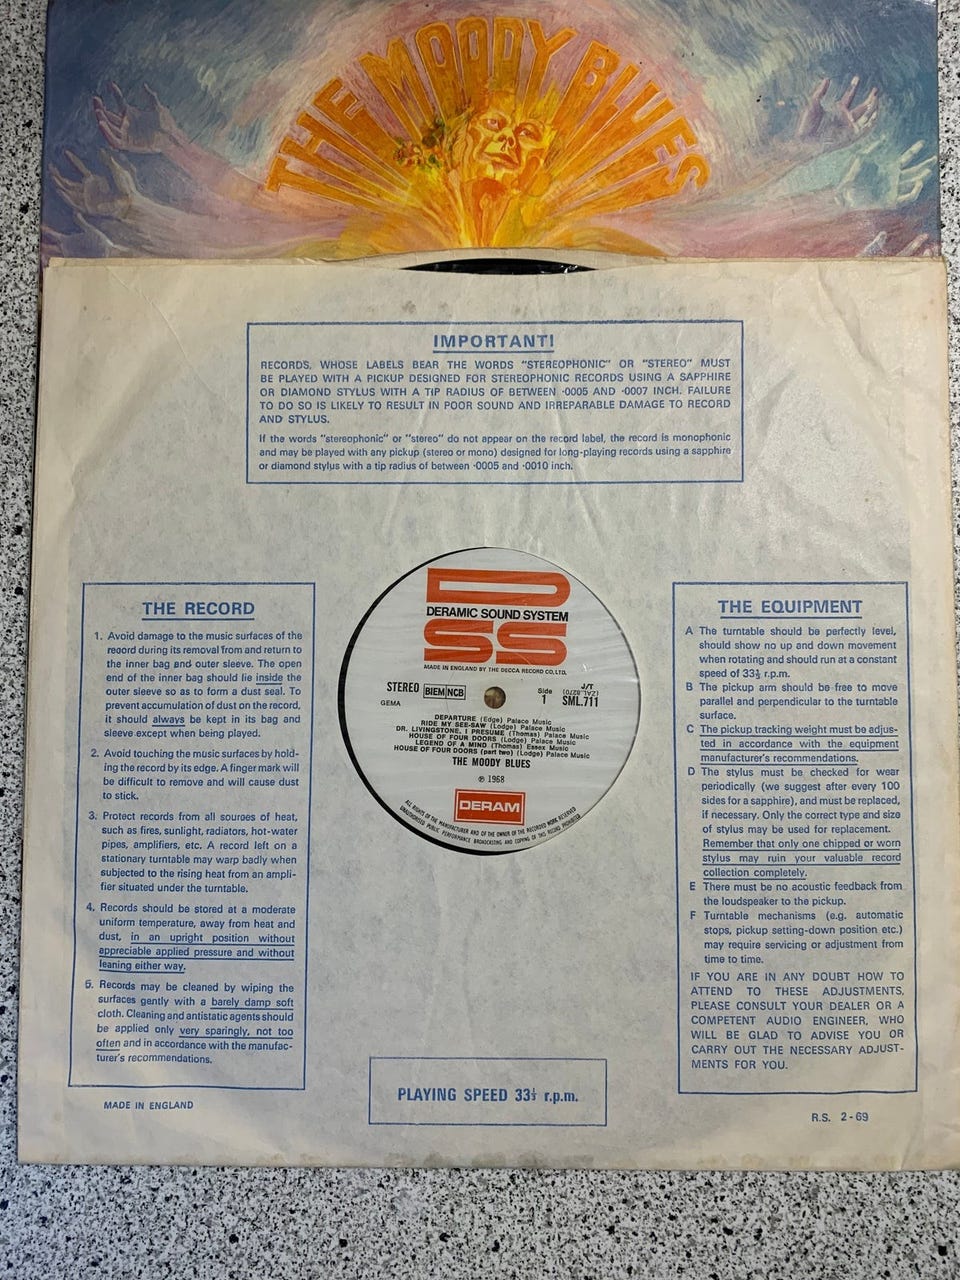 THE MOODY BLUES
IMPORTANT!
RECORDS, WHOSE LABELS BEAR THE WORDS "STEREOPHONIC" OR "STEREO" MUST
BE PLAYED WITH A PICKUP DESIGNED FOR STEREOPHONIC RECORDS USING A SAPPHIRE
OR DIAMOND STYLUS WITH A TIP RADIUS OF BETWEEN ·0005 AND ·0007 INCH. FAILURE
TO DO SO IS LIKELY TO RESULT IN POOR SOUND AND IRREPARABLE DAMAGE TO RECORD
AND STYLUS.
If the words "stereophonic" or "stereo" do not appear on the record label, the record is monophonic
and may be played with any pickup (stereo or mono) designed for long-playing records using a sapphire
or diamond stylus with a tip radius of between ·0005 and ·0010 inch.
THE RECORD
1. Avoid damage to the music surfaces of the
record during its removal from and return to
the inner bag and outer sleeve. The open
end of the inner bag should lie inside the
outer sleeve so as to form a dust seal. To
prevent accumulation of dust on the record,
it should always be kept in its bag and
sleeve except when being played.
2. Avoid touching the music surfaces by hold-
ing the record by its edge. A finger mark will
be difficult to remove and will cause dust
to stick.
3. Protect records from all sources of heat,
such as fires, sunlight, radiators, hot-water
pipes, amplifiers, etc. A record left on a
stationary turntable may warp badly when
subjected to the rising heat from an ampli-
fier situated under the turntable.
4. Records should be stored at a moderate
uniform temperature, away from heat and
dust, in an upright position without
appreciable applied pressure and without
leaning either way.
5. Records may be cleaned by wiping the
surfaces gently with a barely damp soft
cloth. Cleaning and antistatic agents should
be applied only very sparingly, not too
often and in accordance with the manufac-
turer's recommendations.
MADE IN ENGLAND
DSS
DERAMIC SOUND SYSTEM
MADE IN ENGLAND BY THE DECCA RECORD CO. LTD.
STEREO BIEM NCB
GEMA
Side
1
J/T
(ZAL.8270)
SML.711
DEPARTURE (Edge) Palace Music
RIDE MY SEE-SAW (Lodge) Palace Music
DR. LIVINGSTONE, I PRESUME (Thomas) Palace Music
HOUSE OF FOUR DOORS (Lodge) Palace Music
LEGEND OF A MIND (Thomas) Essex Music
HOUSE OF FOUR DOORS (part two) (Lodge) Palace Music
THE MOODY BLUES
℗ 1968
DERAM
ALL RIGHTS OF THE MANUFACTURER AND OF THE OWNER OF THE RECORDED WORK RESERVED
UNAUTHORISED PUBLIC PERFORMANCE BROADCASTING AND COPYING OF THIS RECORD PROHIBITED
THE EQUIPMENT
A The turntable should be perfectly level,
should show no up and down movement
when rotating and should run at a constant
speed of 33⅓ r.p.m.
B The pickup arm should be free to move
parallel and perpendicular to the turntable
surface.
C The pickup tracking weight must be adjus-
ted in accordance with the equipment
manufacturer's recommendations.
D The stylus must be checked for wear
periodically (we suggest after every 100
sides for a sapphire), and must be replaced,
if necessary. Only the correct type and size
of stylus may be used for replacement.
Remember that only one chipped or worn
stylus may ruin your valuable record
collection completely.
E There must be no acoustic feedback from
the loudspeaker to the pickup.
F Turntable mechanisms (e.g. automatic
stops, pickup setting-down position etc.)
may require servicing or adjustment from
time to time.
IF YOU ARE IN ANY DOUBT HOW TO
ATTEND TO THESE ADJUSTMENTS,
PLEASE CONSULT YOUR DEALER OR A
COMPETENT AUDIO ENGINEER, WHO
WILL BE GLAD TO ADVISE YOU OR
CARRY OUT THE NECESSARY ADJUST-
MENTS FOR YOU.
R.S. 2-69
PLAYING SPEED 33⅓ r.p.m.